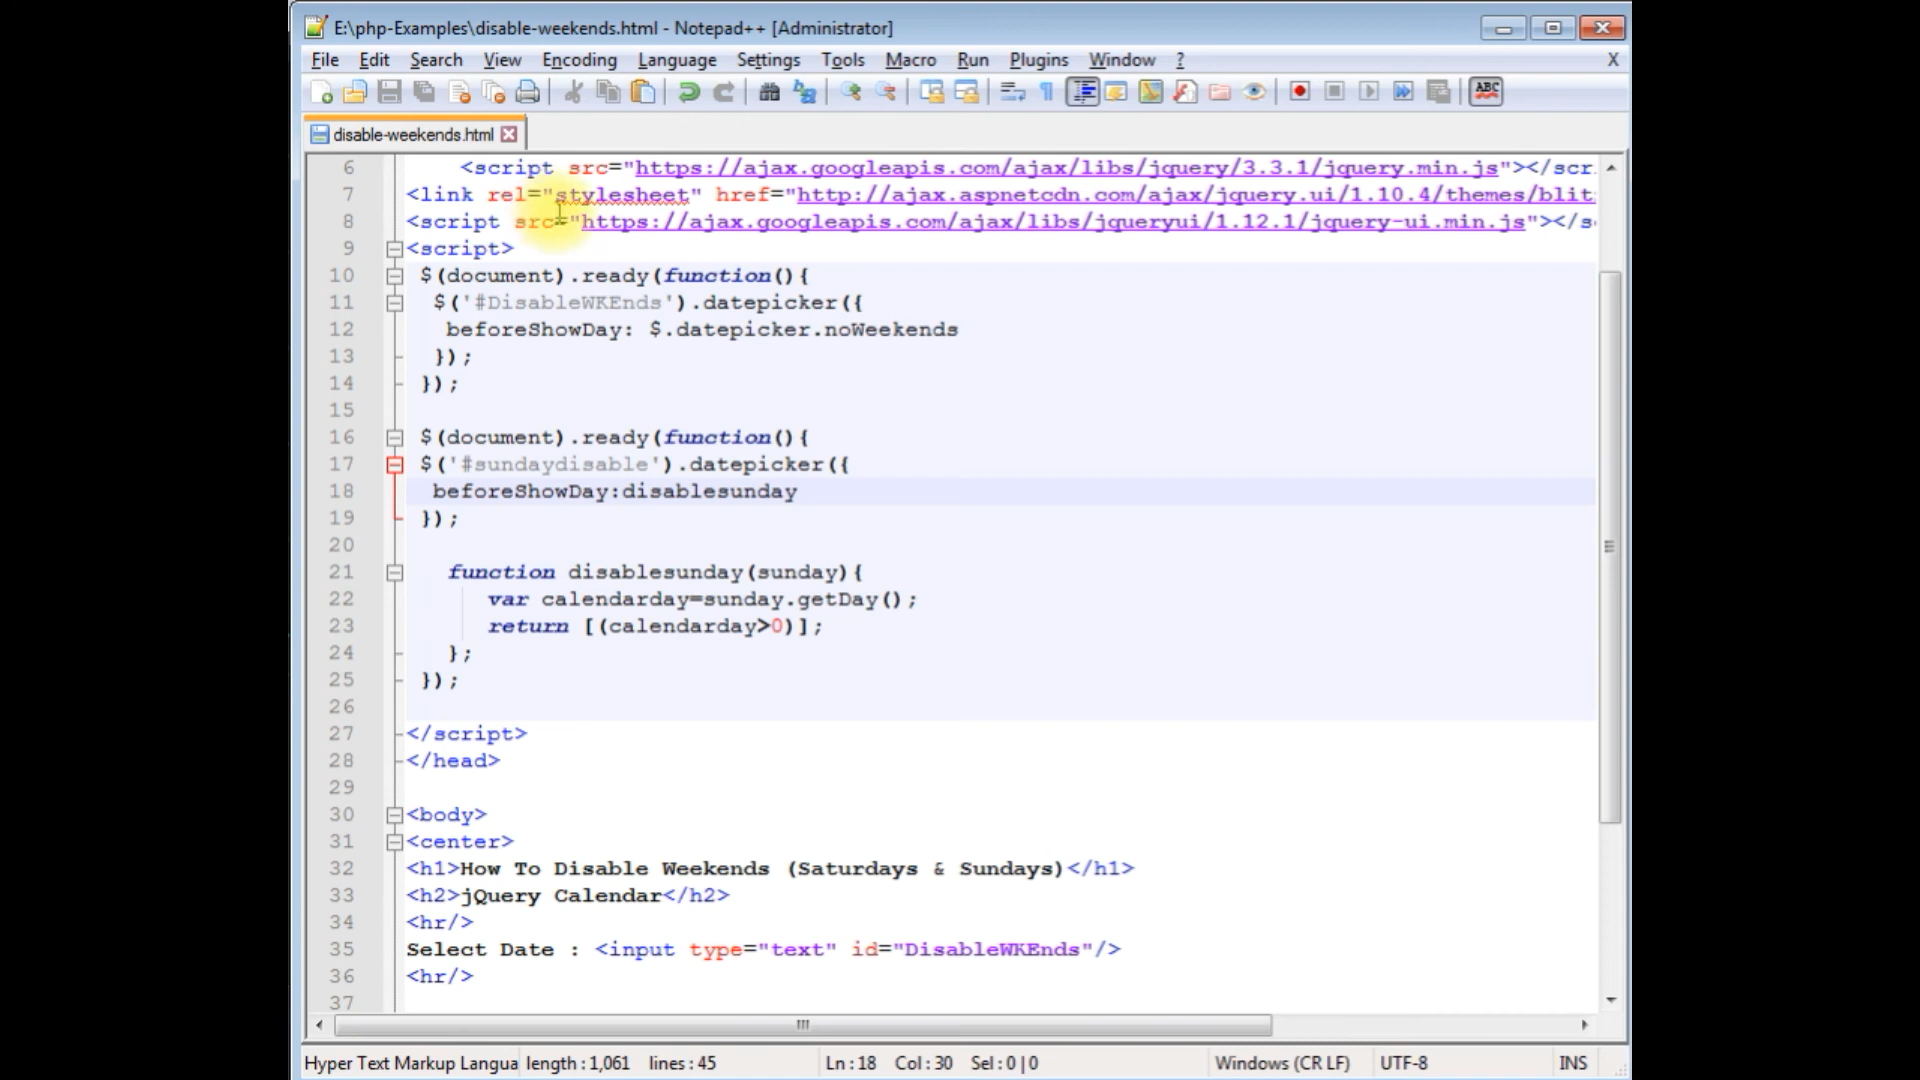 E:\php-Examples\disable-weekends.html - Notepad++ [Administrator]
File Edit Search View Encoding Language Settings Tools Macro Run Plugins Window ? X
ABC
disable-weekends.html
6 <script src="https://ajax.googleapis.com/ajax/libs/jquery/3.3.1/jquery.min.js"></scr
7 <link rel="stylesheet" href="http://ajax.aspnetcdn.com/ajax/jquery.ui/1.10.4/themes/blit
8 <script src="https://ajax.googleapis.com/ajax/libs/jqueryui/1.12.1/jquery-ui.min.js"></s
9 <script>
10 $(document).ready(function(){
11 $('#DisableWKEnds').datepicker({
12 beforeShowDay: $.datepicker.noWeekends
13 });
14 });
15
16 $(document).ready(function(){
17 $('#sundaydisable').datepicker({
18 beforeShowDay:disablesunday
19 });
20
21 function disablesunday(sunday){
22 var calendarday=sunday.getDay();
23 return [(calendarday>0)];
24 };
25 });
26
27 </script>
28 </head>
29
30 <body>
31 <center>
32 <h1>How To Disable Weekends (Saturdays & Sundays)</h1>
33 <h2>jQuery Calendar</h2>
34 <hr/>
35 Select Date : <input type="text" id="DisableWKEnds"/>
36 <hr/>
37
Hyper Text Markup Langua length : 1,061 lines : 45 Ln : 18 Col : 30 Sel : 0 | 0 Windows (CR LF) UTF-8 INS